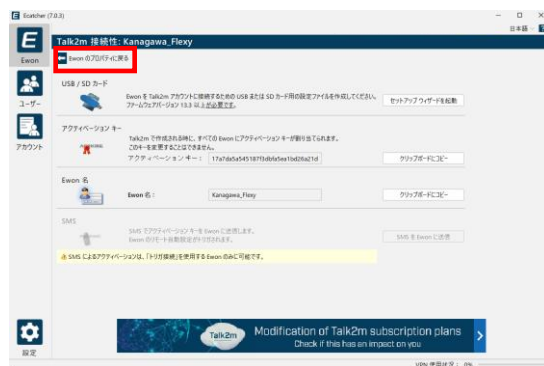 Ecatcher (7.0.3)
日本語
Talk2m 接続性: Kanagawa_Flexy
Ewon
Ewon のプロパティに戻る
USB / SD カード
Ewon を Talk2m アカウントに接続するための USB または SD カード用の設定ファイルを作成してください。
ファームウェアバージョン 13.3 以上が必要です。
セットアップ ウィザードを起動
ユーザー
アクティベーション キー
Talk2m で作成される時に、すべての Ewon にアクティベーション キーが割り当てられます。
このキーを変更することはできません。
アカウント
アクティベーション キー:
クリップボードにコピー
Ewon 名
Ewon 名 :
Kanagawa_Flexy
クリップボードにコピー
SMS
SMS でアクティベーション キーを Ewon に送信します。
Ewon のリモート自動設定がトリガされます。
SMS を Ewon に送信
SMS によるアクティベーションは、「トリガ接続」を使用する Ewon のみに可能です。
設定
Talk2m
Modification of Talk2m subscription plans
Check if this has an impact on you
VPN 使用状況 : 0%